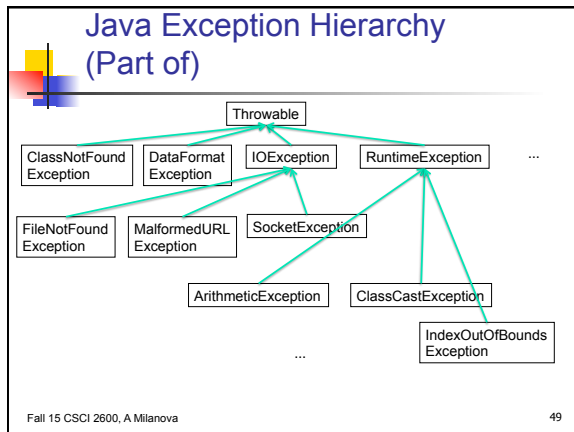 Java Exception Hierarchy
(Part of)
Throwable
ClassNotFound
Exception
DataFormat
Exception
IOException
RuntimeException
...
FileNotFound
Exception
MalformedURL
Exception
SocketException
ArithmeticException
ClassCastException
IndexOutOfBounds
Exception
...
Fall 15 CSCI 2600, A Milanova
49